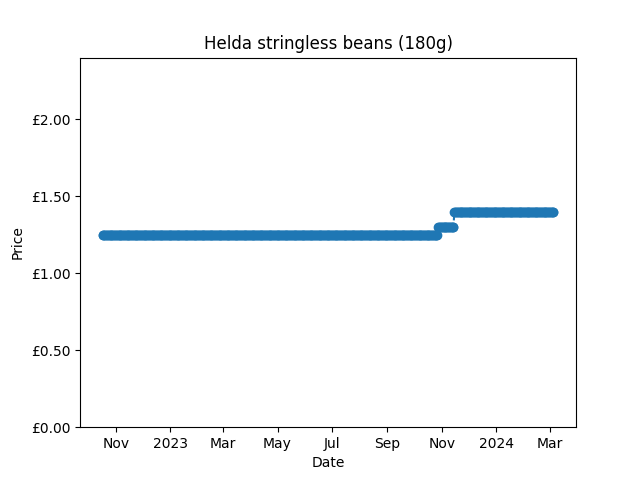 Helda stringless beans (180g)
Price
£2.00
£1.50
£1.00
£0.50
£0.00
Nov 2023 Mar May Jul Sep Nov 2024 Mar
Date